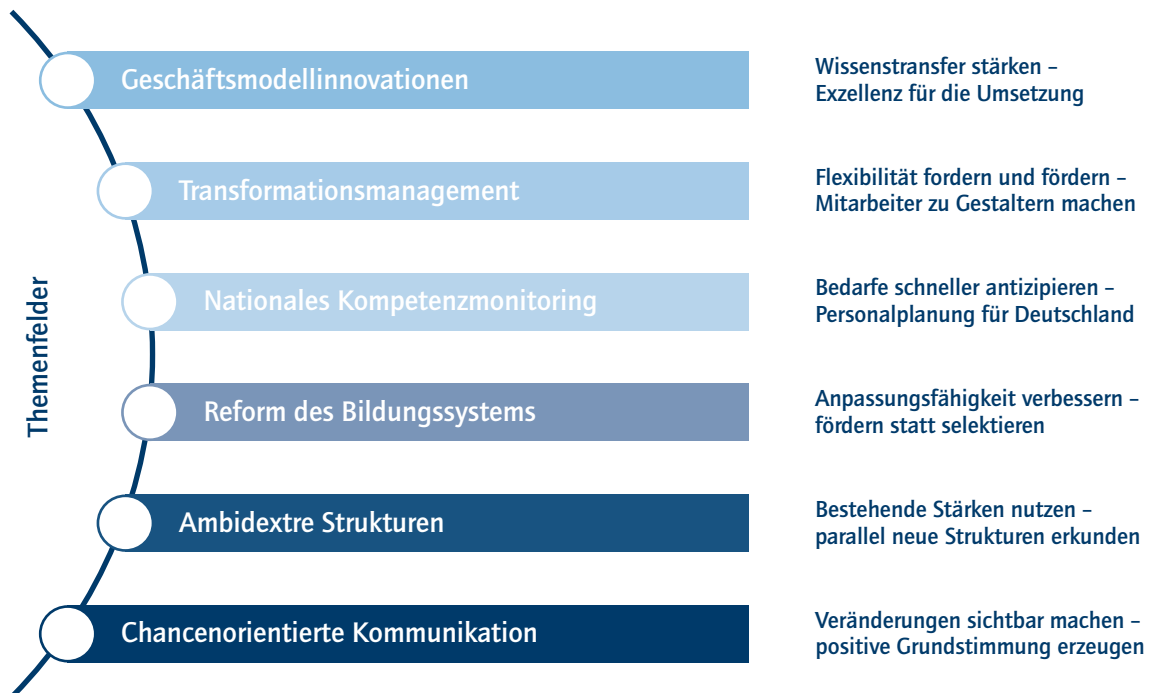 Themenfelder
Geschäftsmodellinnovationen
Wissenstransfer stärken –
Exzellenz für die Umsetzung
Transformationsmanagement
Flexibilität fordern und fördern –
Mitarbeiter zu Gestaltern machen
Nationales Kompetenzmonitoring
Bedarfe schneller antizipieren –
Personalplanung für Deutschland
Reform des Bildungssystems
Anpassungsfähigkeit verbessern –
fördern statt selektieren
Ambidextre Strukturen
Bestehende Stärken nutzen –
parallel neue Strukturen erkunden
Chancenorientierte Kommunikation
Veränderungen sichtbar machen –
positive Grundstimmung erzeugen